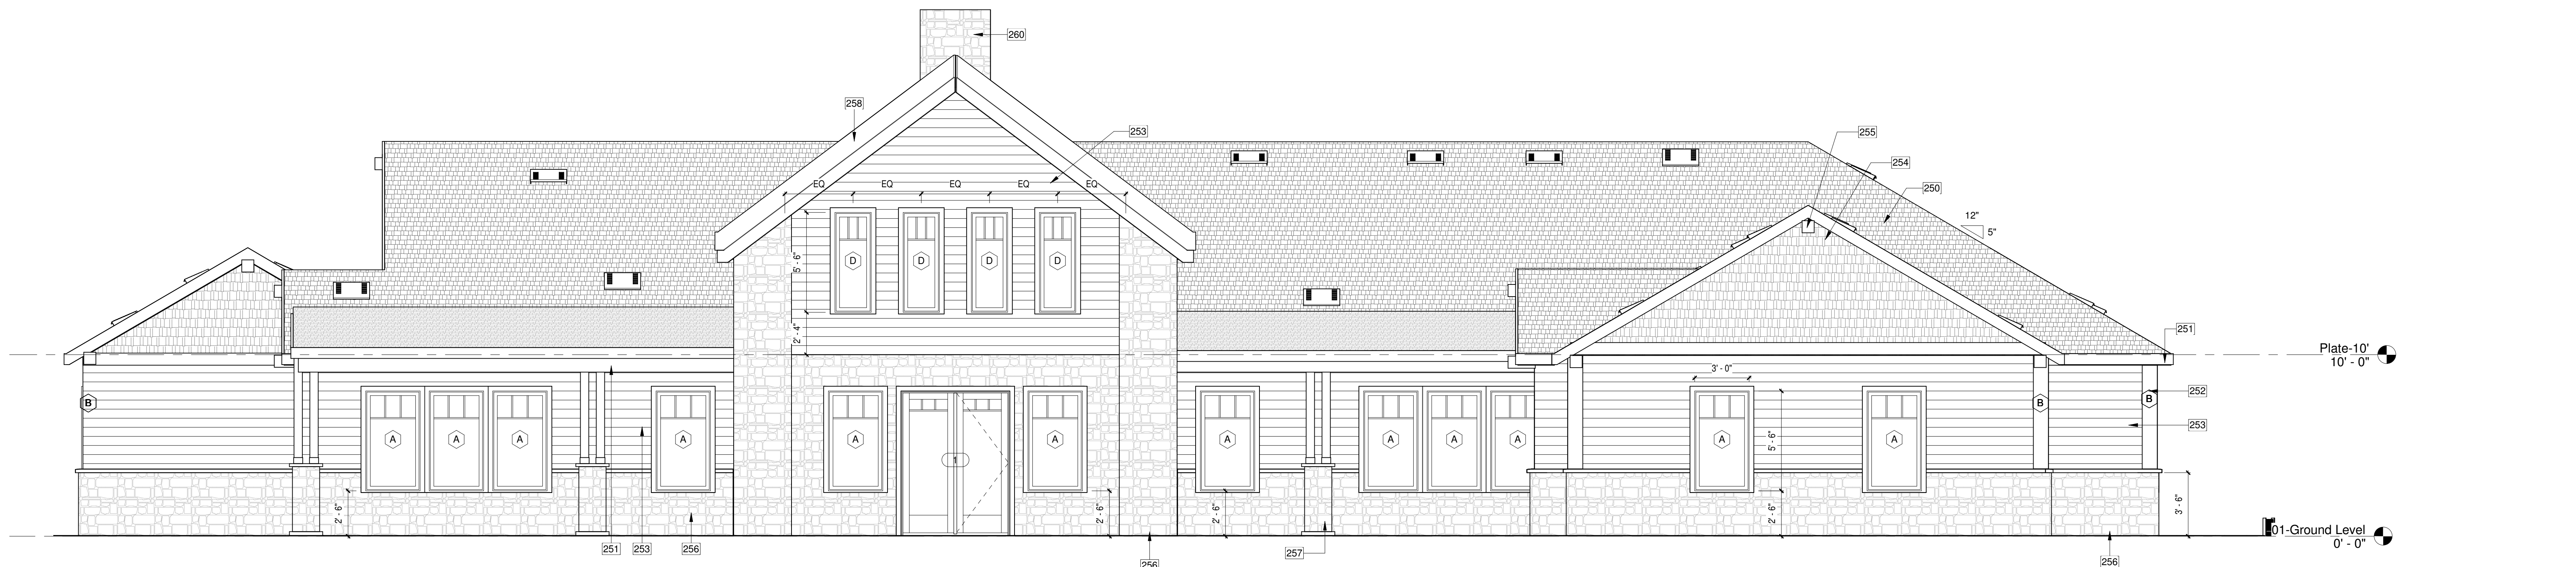 260
258
253
255
254
EQ EQ EQ EQ EQ
250
12"
5"
D D D D
5' - 6"
2' - 4"
251
Plate-10'
10' - 0"
3' - 0"
B
B
B
252
253
A A A A A A A A A A A A
1
5' - 6"
2' - 6"
2' - 6"
2' - 6"
2' - 6"
3' - 6"
01-Ground Level
0' - 0"
251
253
256
257
256
256